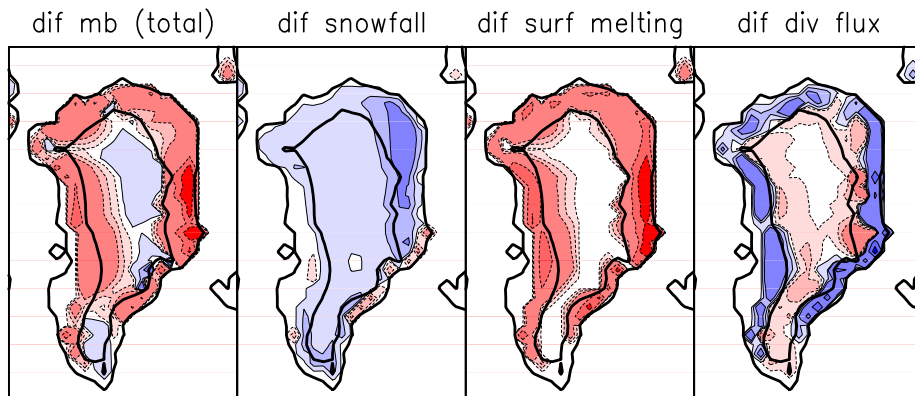 dif mb (total)
dif snowfall
dif surf melting
dif div flux